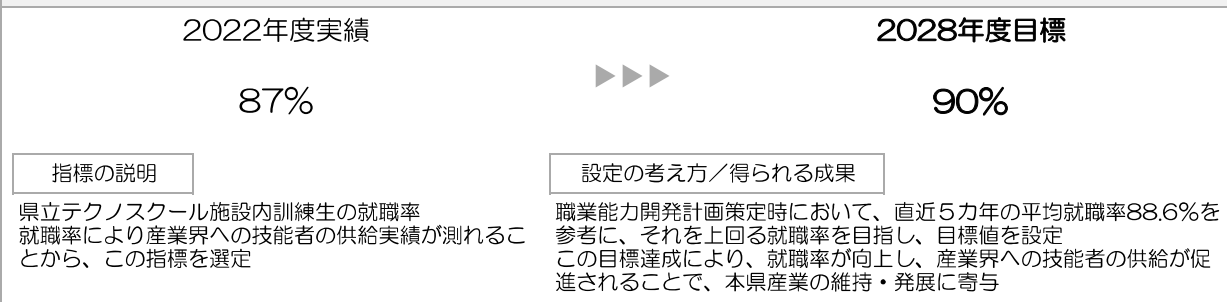 2022年度実績
2028年度目標
87%
▶▶▶
90%
指標の説明
設定の考え方／得られる成果
県立テクノスクール施設内訓練生の就職率
就職率により産業界への技能者の供給実績が測れるこ
とから、この指標を選定
職業能力開発計画策定時において、直近５カ年の平均就職率88.6%を
参考に、それを上回る就職率を目指し、目標値を設定
この目標達成により、就職率が向上し、産業界への技能者の供給が促
進されることで、本県産業の維持・発展に寄与